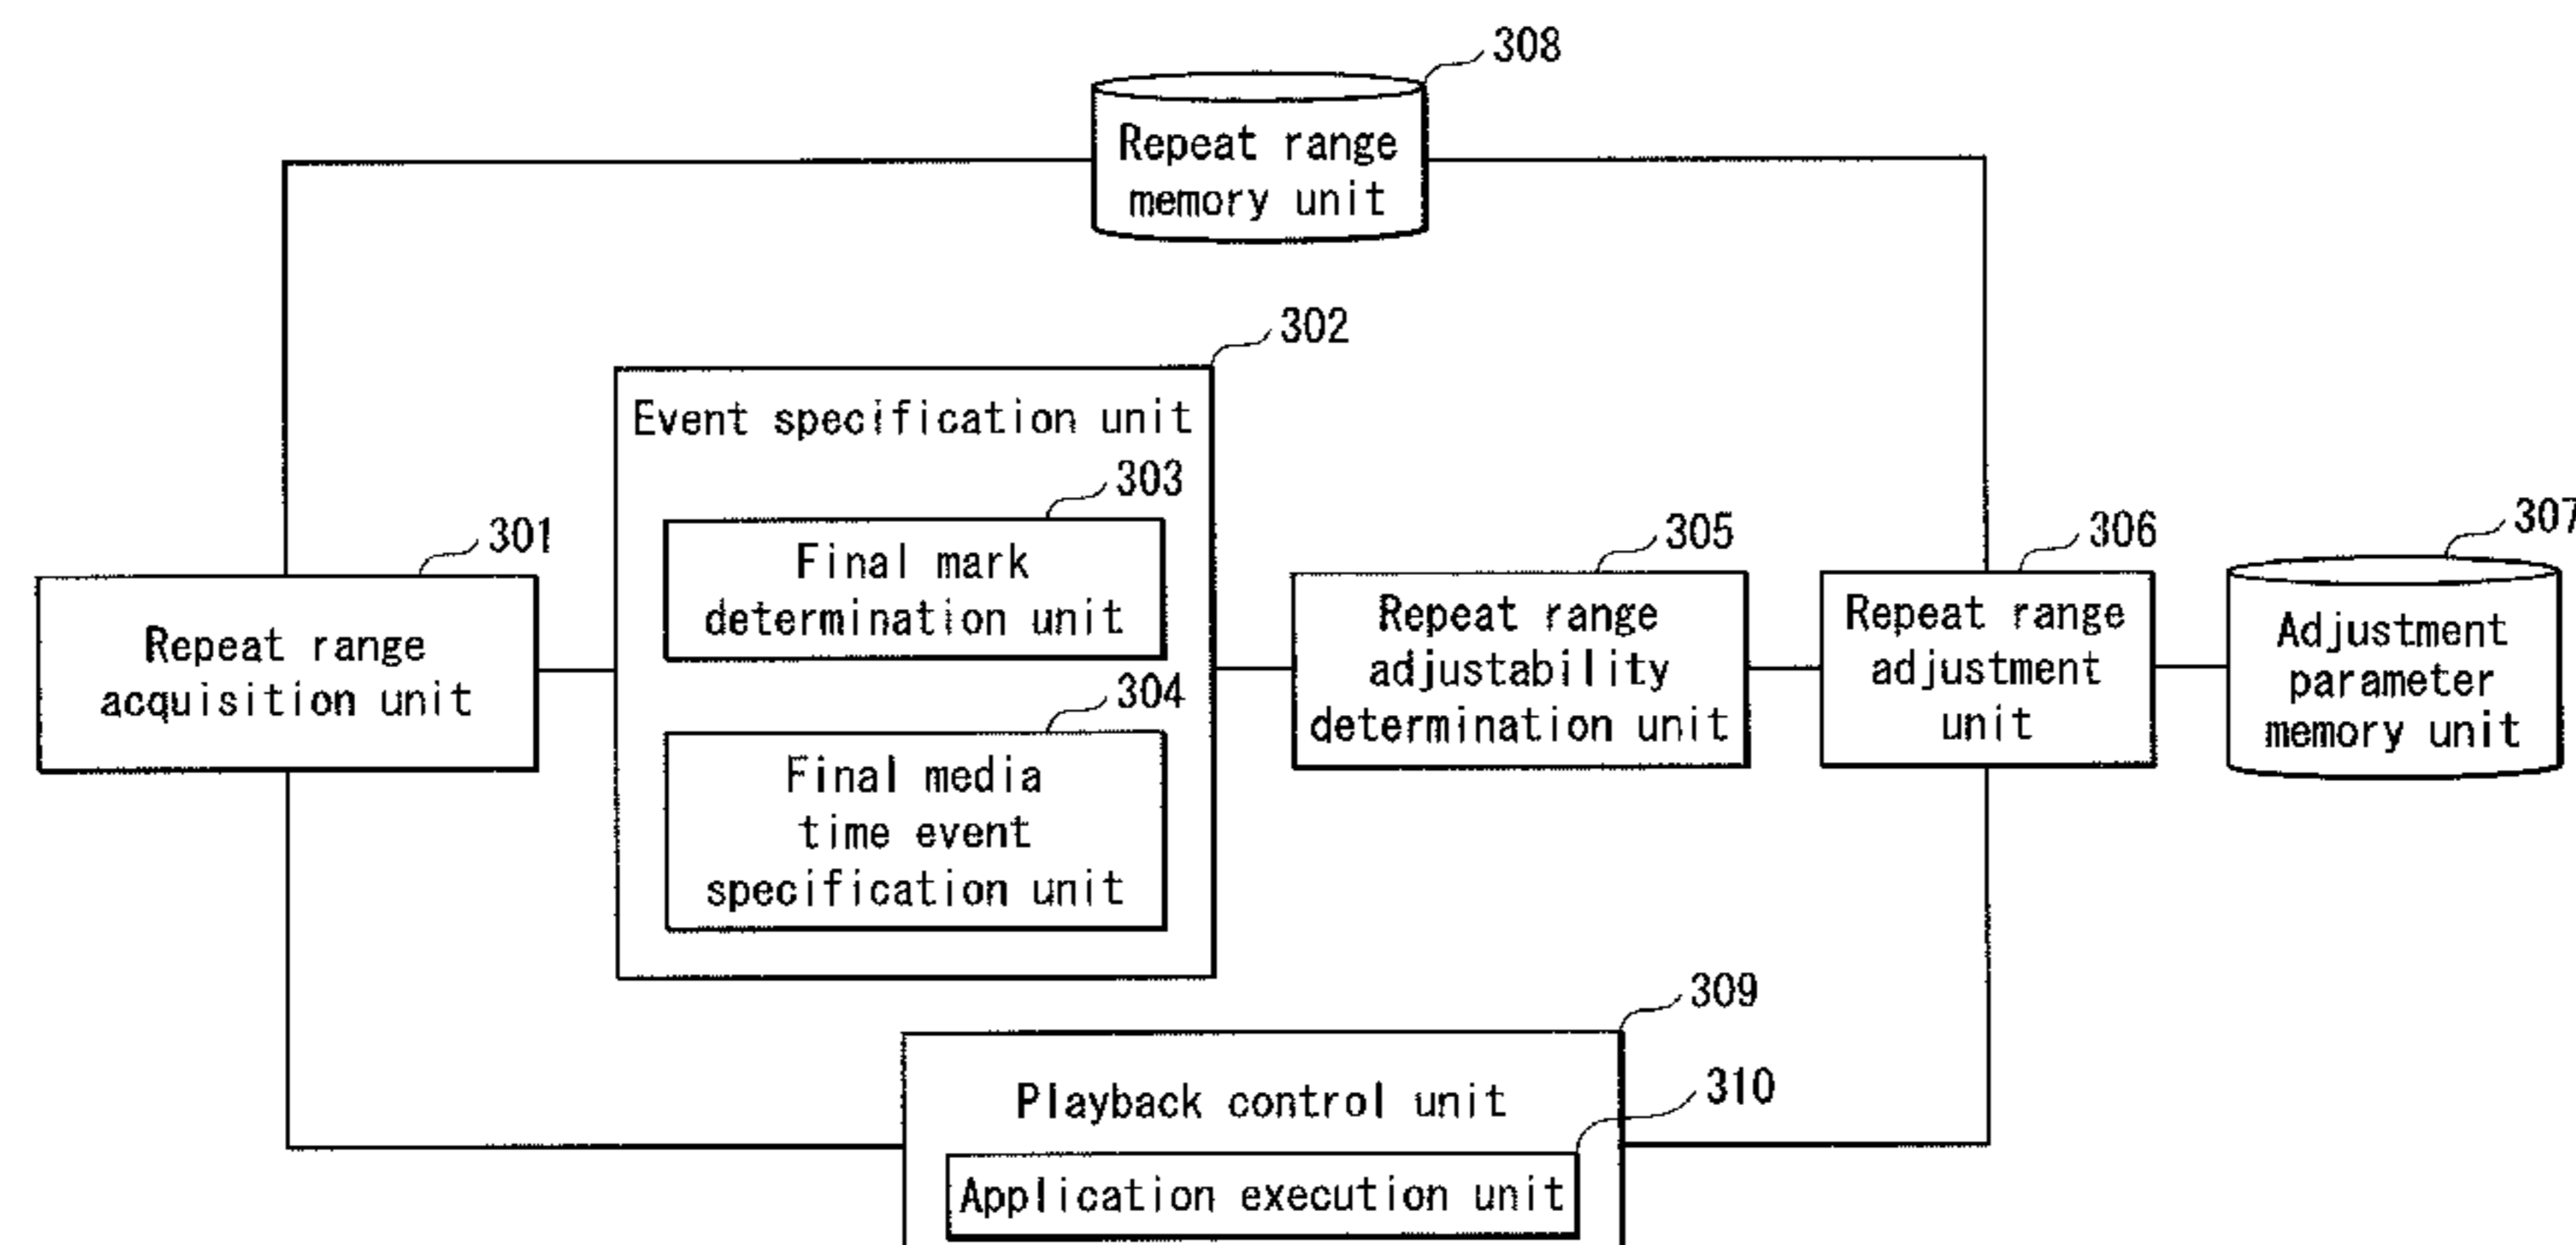 308
Repeat range
memory unit
302
Event specification unit
303
Final mark
determination unit
304
Final media
time event
specification unit
301
Repeat range
acquisition unit
305
Repeat range
adjustability
determination unit
306
Repeat range
adjustment
unit
307
Adjustment
parameter
memory unit
309
Playback control unit
310
Application execution unit